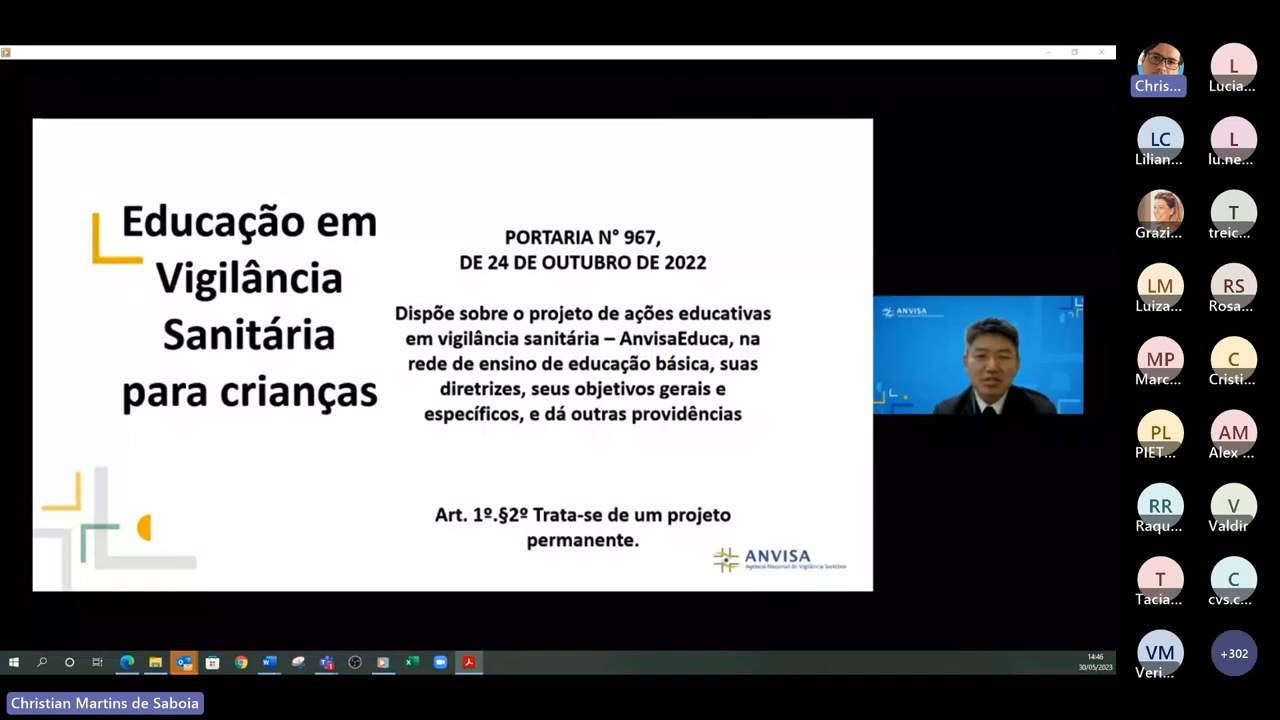 Educação em
Vigilância
Sanitária
para crianças
PORTARIA N° 967,
DE 24 DE OUTUBRO DE 2022
Dispõe sobre o projeto de ações educativas
em vigilância sanitária – AnvisaEduca, na
rede de ensino de educação básica, suas
diretrizes, seus objetivos gerais e
específicos, e dá outras providências
Art. 1º.§2º Trata-se de um projeto
permanente.
ANVISA
Agência Nacional de Vigilância Sanitária
ANVISA
Chris...
L
Lucia...
LC
Lilian...
L
lu.ne...
Grazi...
T
treic...
LM
Luiza...
RS
Rosa...
MP
Marc...
C
Cristi...
PL
PIET...
AM
Alex ...
RR
Raqu...
V
Valdir
T
Tacia...
C
cvs.c...
VM
Veri...
+302
14:46
30/05/2023
Christian Martins de Saboia